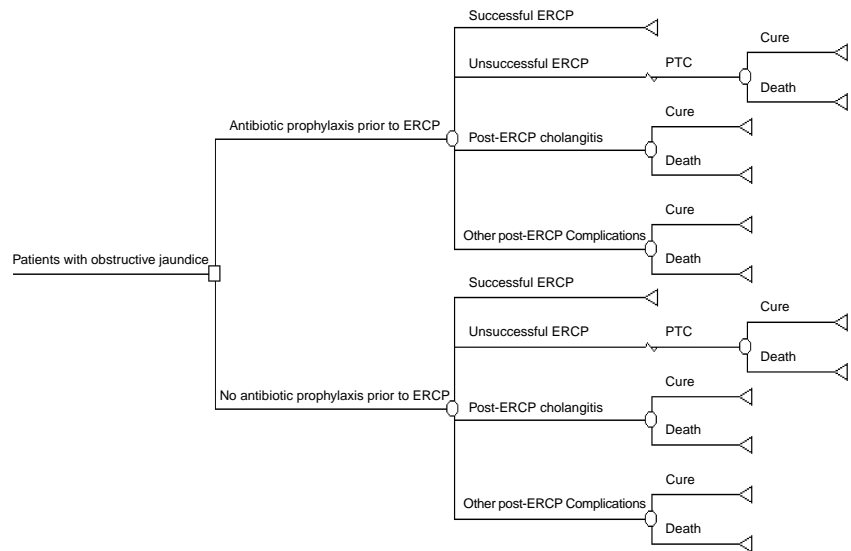 Successful ERCP
Cure
Unsuccessful ERCP PTC
Death
Cure
Antibiotic prophylaxis prior to ERCP
Post-ERCP cholangitis
Death
Cure
Other post-ERCP Complications
Patients with obstructive jaundice
Death
Successful ERCP
Cure
Unsuccessful ERCP PTC
Death
No antibiotic prophylaxis prior to ERCP
Cure
Post-ERCP cholangitis
Death
Cure
Other post-ERCP Complications
Death